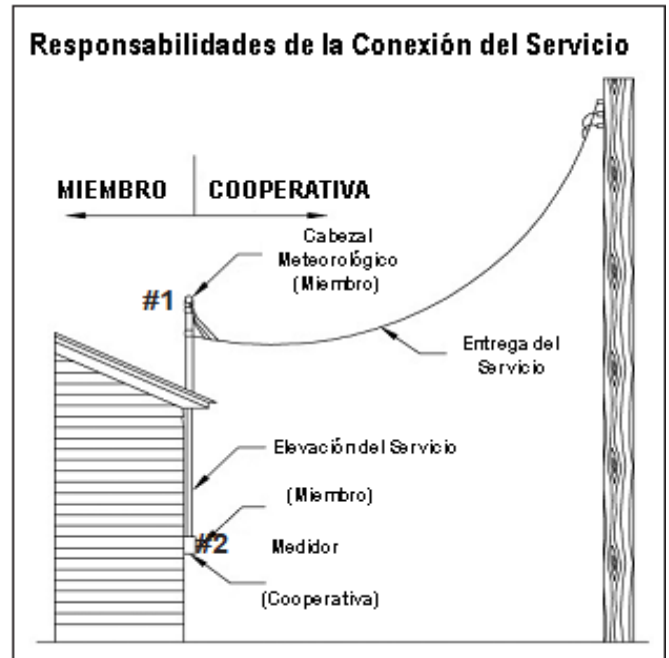 Responsabilidades de la Conexión del Servicio
MIEMBRO
COOPERATIVA
Cabezal
Meteorológico
(Miembro)
#1
Entrega del
Servicio
Elevación del Servicio
(Miembro)
#2
Medidor
(Cooperativa)